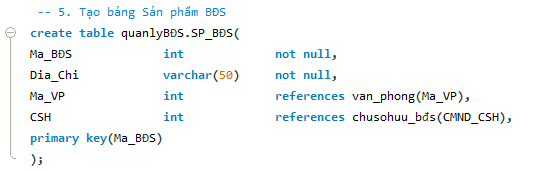 -- 5. Tạo bảng Sản phẩm BĐS
create table quanlyBĐS.SP_BĐS(
Ma_BĐS int not null,
Dia_Chi varchar(50) not null,
Ma_VP int references van_phong(Ma_VP),
CSH int references chusohuu_bđs(CMND_CSH),
primary key(Ma_BĐS)
);